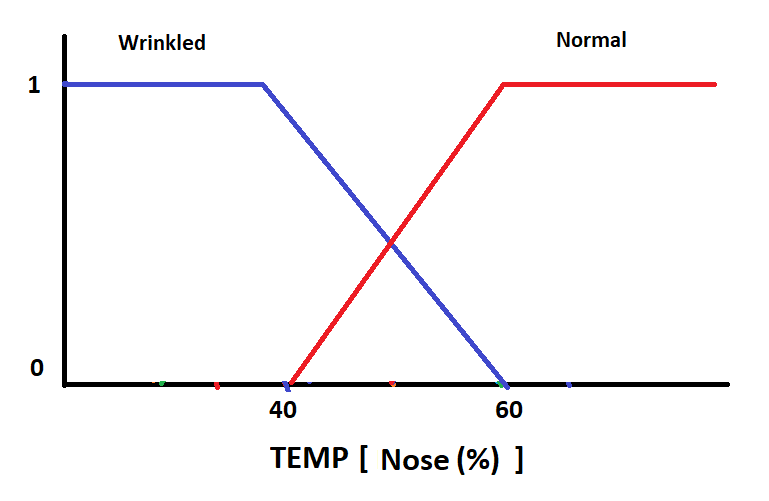 Wrinkled Normal
1
0
40 60
TEMP [ Nose (%) ]